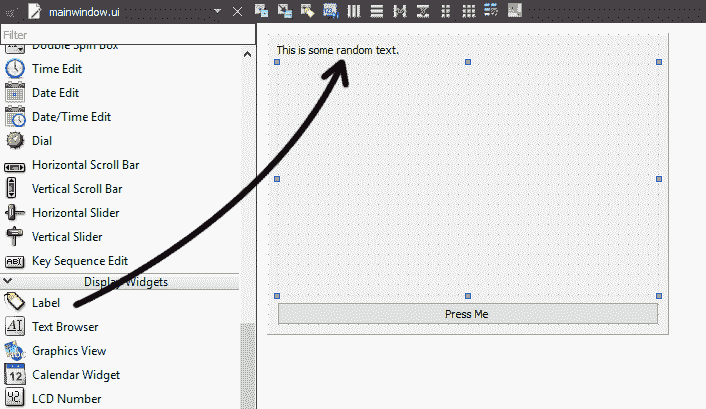 mainwindow.ui
Filter
Double Spin Box
Time Edit
Date Edit
Date/Time Edit
Dial
Horizontal Scroll Bar
Vertical Scroll Bar
Horizontal Slider
Vertical Slider
Key Sequence Edit
Display Widgets
Label
Text Browser
Graphics View
Calendar Widget
LCD Number
This is some random text.
Press Me